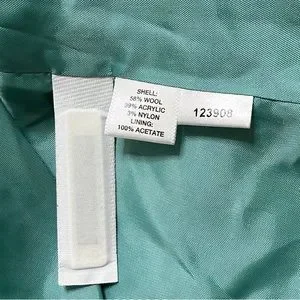 SHELL:
58% WOOL
39% ACRYLIC
3% NYLON
LINING:
100% ACETATE
123908